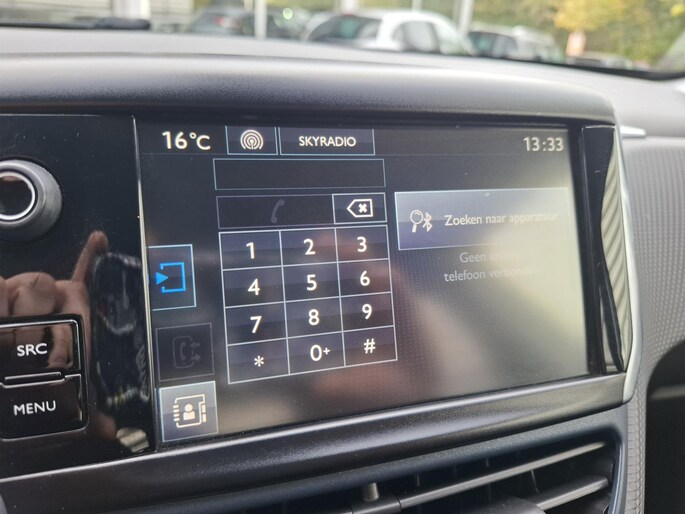 16°C
SKYRADIO
13:33
Zoeken naar apparatuur
Geen
telefoon
1 2 3
4 5 6
7 8 9
* 0+ #
SRC
MENU